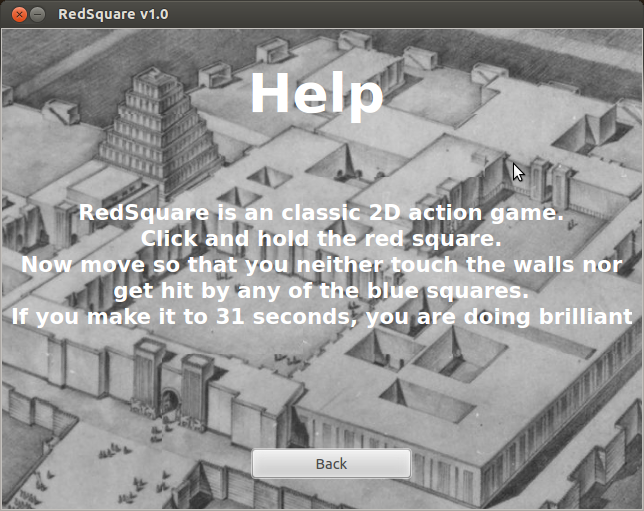 RedSquare v1.0
Help
RedSquare is an classic 2D action game.
Click and hold the red square.
Now move so that you neither touch the walls nor
get hit by any of the blue squares.
If you make it to 31 seconds, you are doing brilliant
Back